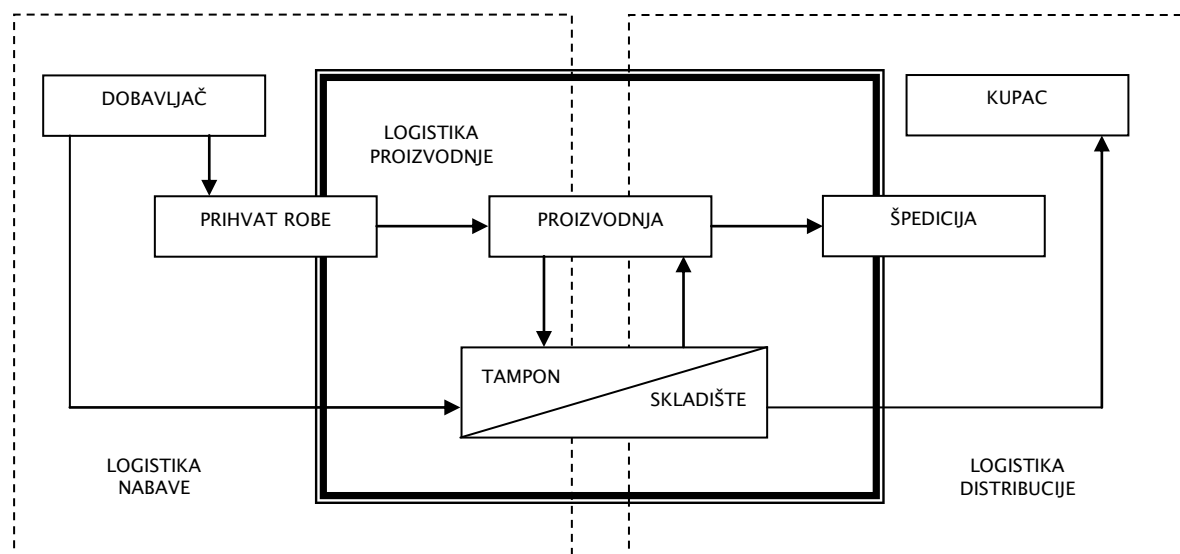 DOBAVLJAČ
KUPAC
LOGISTIKA
PROIZVODNJE
PRIHVAT ROBE
PROIZVODNJA
ŠPEDICIJA
TAMPON
SKLADIŠTE
LOGISTIKA
NABAVE
LOGISTIKA
DISTRIBUCIJE